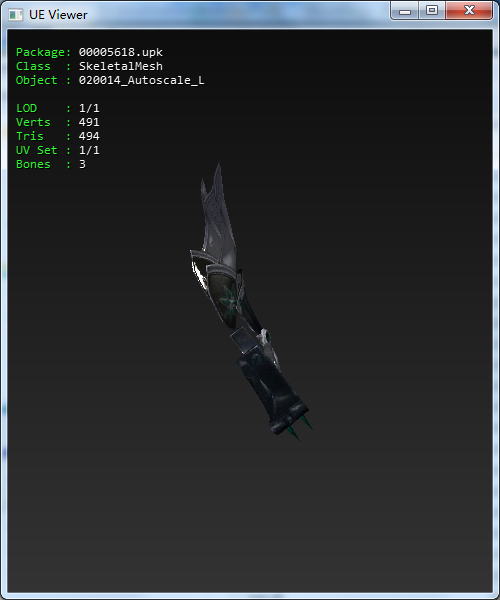 UE Viewer
Package: 00005618.upk
Class : SkeletalMesh
Object : 020014_Autoscale_L
LOD : 1/1
Verts : 491
Tris : 494
UV Set : 1/1
Bones : 3